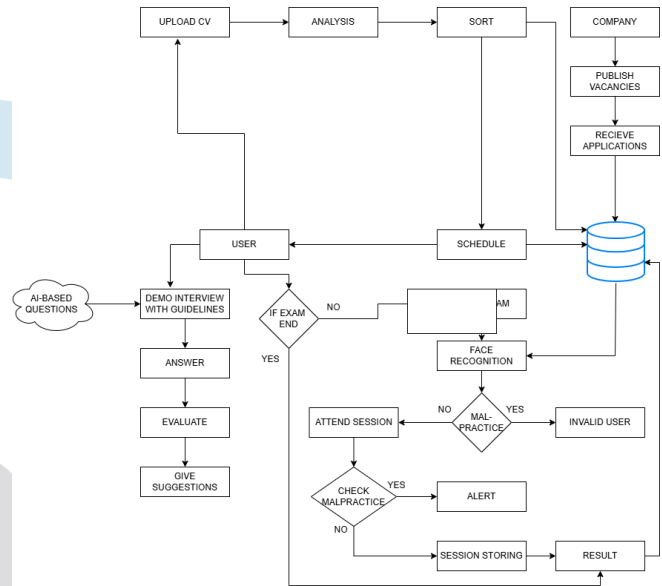 UPLOAD CV
ANALYSIS
SORT
COMPANY
PUBLISH
VACANCIES
RECIEVE
APPLICATIONS
USER
SCHEDULE
AI-BASED
QUESTIONS
DEMO INTERVIEW
WITH GUIDELINES
IF EXAM
END
NO
AM
YES
ANSWER
FACE
RECOGNITION
EVALUATE
ATTEND SESSION
NO
MAL-
PRACTICE
YES
INVALID USER
GIVE
SUGGESTIONS
CHECK
MALPRACTICE
YES
ALERT
NO
SESSION STORING
RESULT